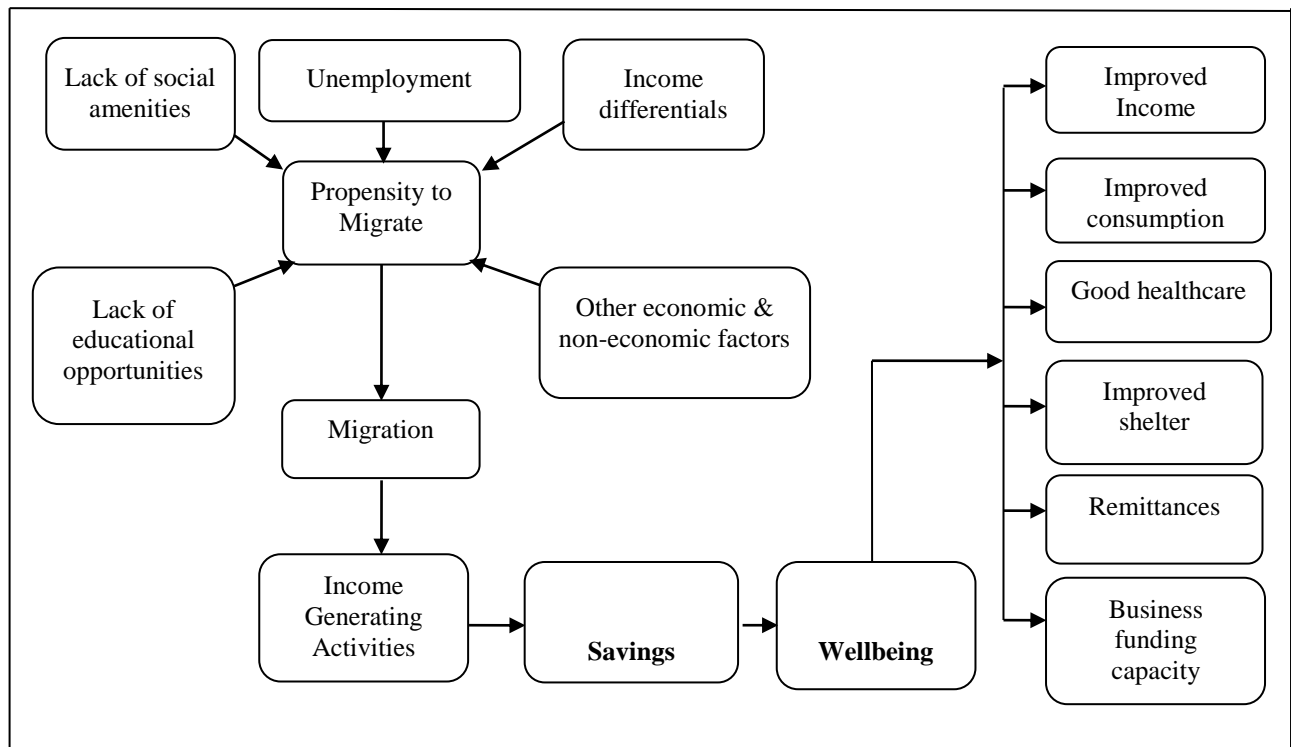 Lack of social
amenities
Unemployment
Income
differentials
Propensity to
Migrate
Lack of
educational
opportunities
Other economic &
non-economic factors
Migration
Income
Generating
Activities
Savings
Wellbeing
Improved
Income
Improved
consumption
Good healthcare
Improved
shelter
Remittances
Business
funding
capacity